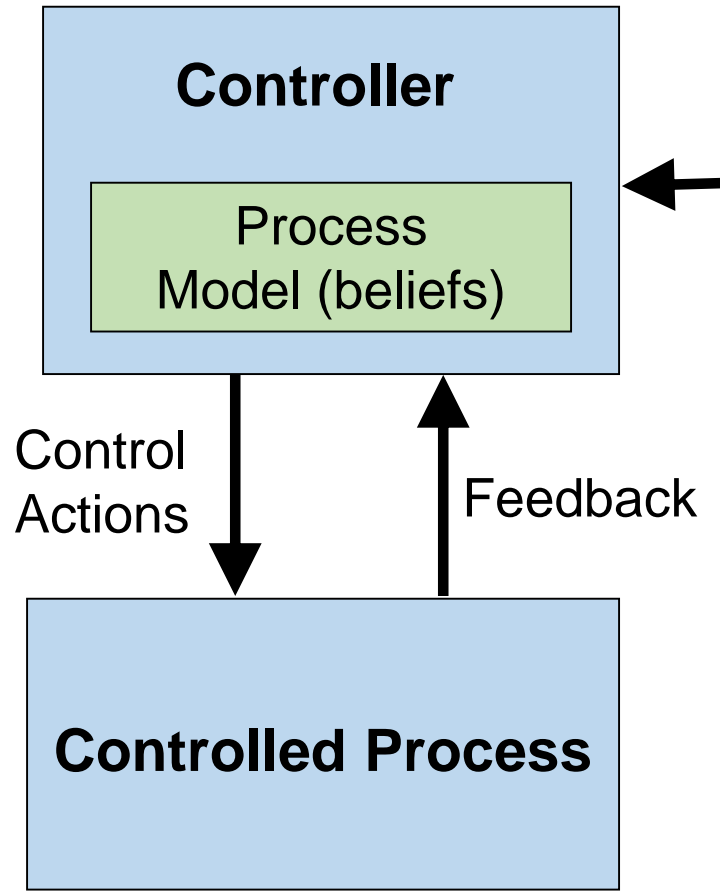 Controller
Process
Model (beliefs)
Control
Actions
Feedback
Controlled Process